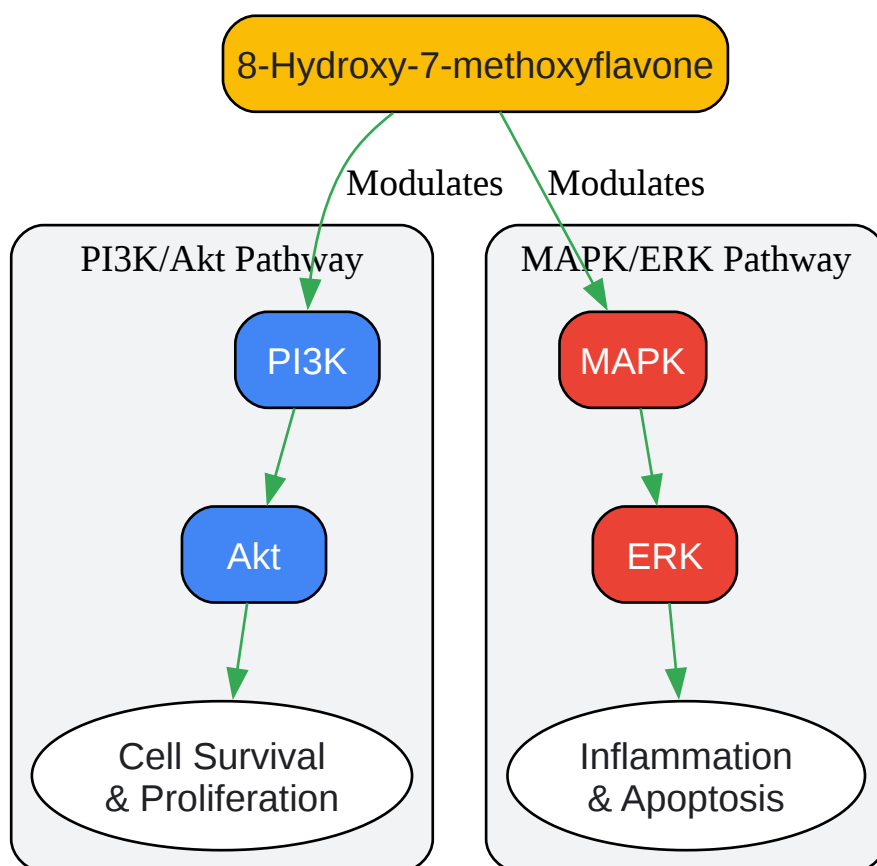 8-Hydroxy-7-methoxyflavone
Modulates
Modulates
PI3K/Akt Pathway
MAPK/ERK Pathway
PI3K
MAPK
Akt
ERK
Cell Survival
& Proliferation
Inflammation
& Apoptosis